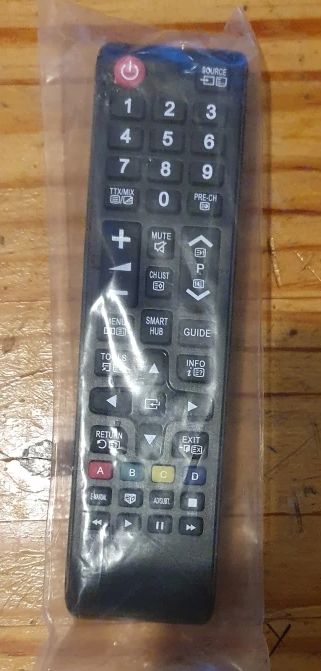 SOURCE
1 2 3
4 5 6
7 8 9
TTX/MIX 0 PRE-CH
MUTE
+ P
CH LIST
−
MENU SMART HUB GUIDE
TOOLS INFO
i
RETURN EXIT
A B C D
E-MANUAL AD/SUBT.